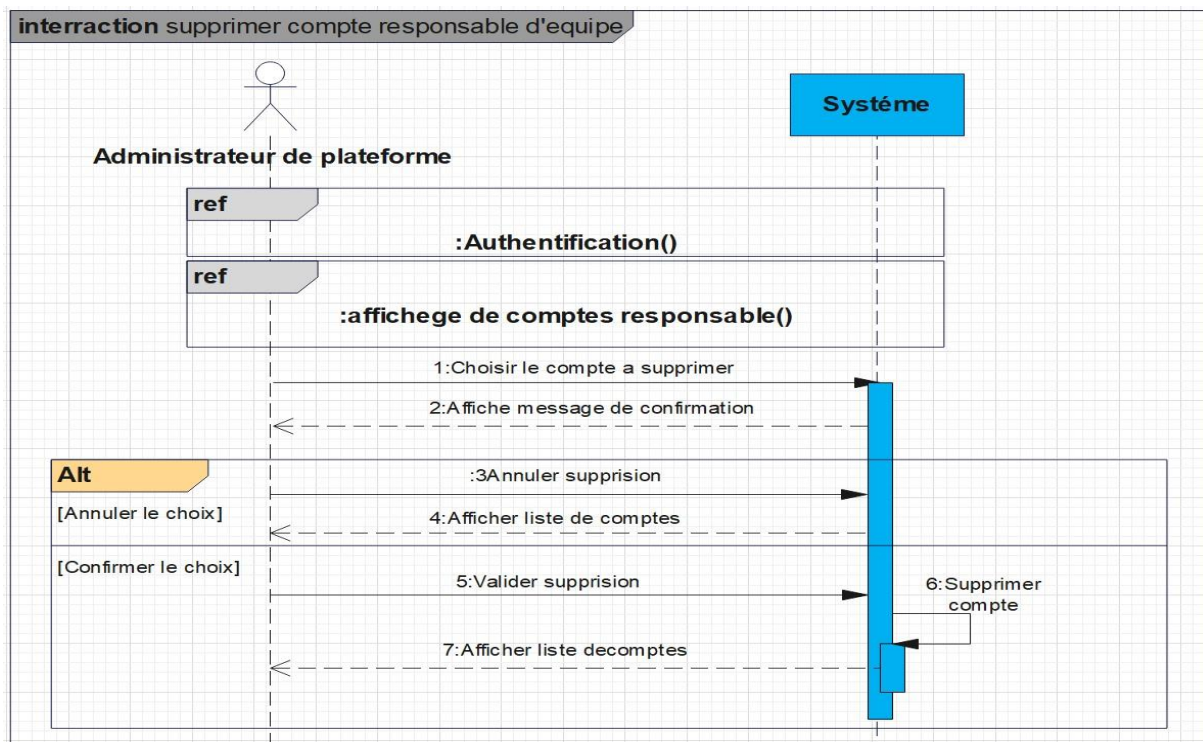 interraction supprimer compte responsable d'equipe
Systéme
Administrateur de plateforme
ref
:Authentification()
ref
:affichege de comptes responsable()
1:Choisir le compte a supprimer
2:Affiche message de confirmation
Alt
:3Annuler supprision
[Annuler le choix]
4:Afficher liste de comptes
[Confirmer le choix]
5:Valider supprision
6:Supprimer
compte
7:Afficher liste decomptes